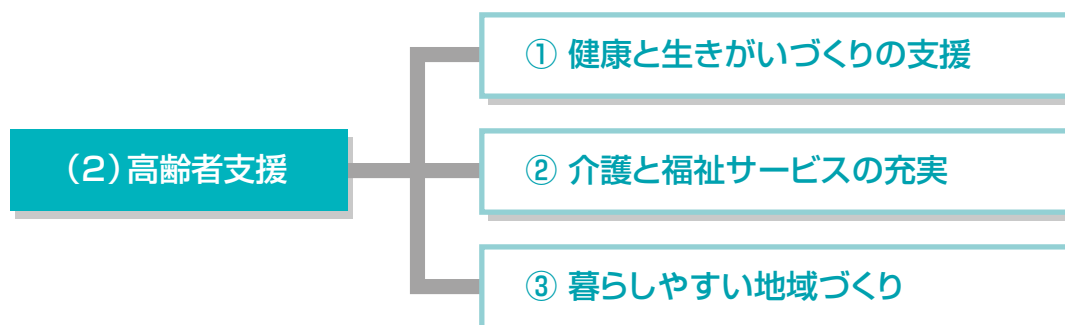 （2）高齢者支援
① 健康と生きがいづくりの支援
② 介護と福祉サービスの充実
③ 暮らしやすい地域づくり